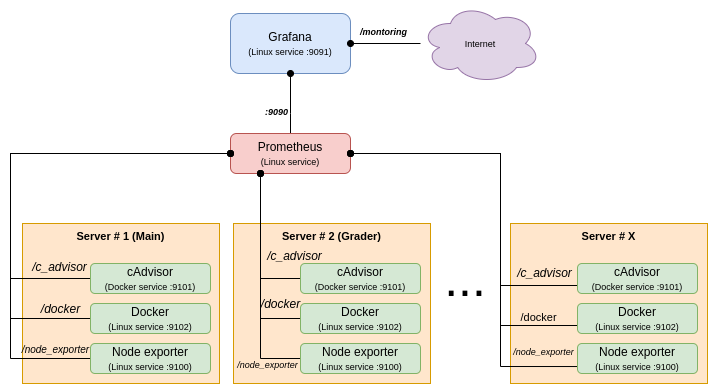 Grafana
(Linux service :9091)
/montoring
Internet
:9090
Prometheus
(Linux service)
Server # 1 (Main)
/c_advisor
cAdvisor
(Docker service :9101)
/docker
Docker
(Linux service :9102)
/node_exporter
Node exporter
(Linux service :9100)
Server # 2 (Grader)
/c_advisor
cAdvisor
(Docker service :9101)
/docker
Docker
(Linux service :9102)
/node_exporter
Node exporter
(Linux service :9100)
...
Server # X
/c_advisor
cAdvisor
(Docker service :9101)
/docker
Docker
(Linux service :9102)
/node_exporter
Node exporter
(Linux service :9100)